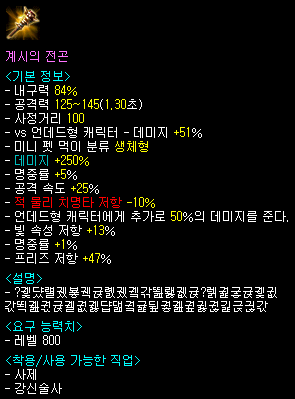 계시의 전곤
<기본 정보>
- 내구력 84%
- 공격력 125~145(1,30초)
- 사정거리 100
- vs 언데드형 캐릭터 - 데미지 +51%
- 미니 펫 먹이 분류 생체형
- 데미지 +250%
- 명중률 +5%
- 공격 속도 +25%
- 적 물리 치명타 저항 -10%
- 언데드형 캐릭터에게 추가로 50%의 데미지를 준다.
- 빛 속성 저항 +13%
- 명중률 +1%
- 프리즈 저항 +47%
<설명>
<요구 능력치>
- 레벨 800
<착용/사용 가능한 직업>
- 사제
- 강신술사